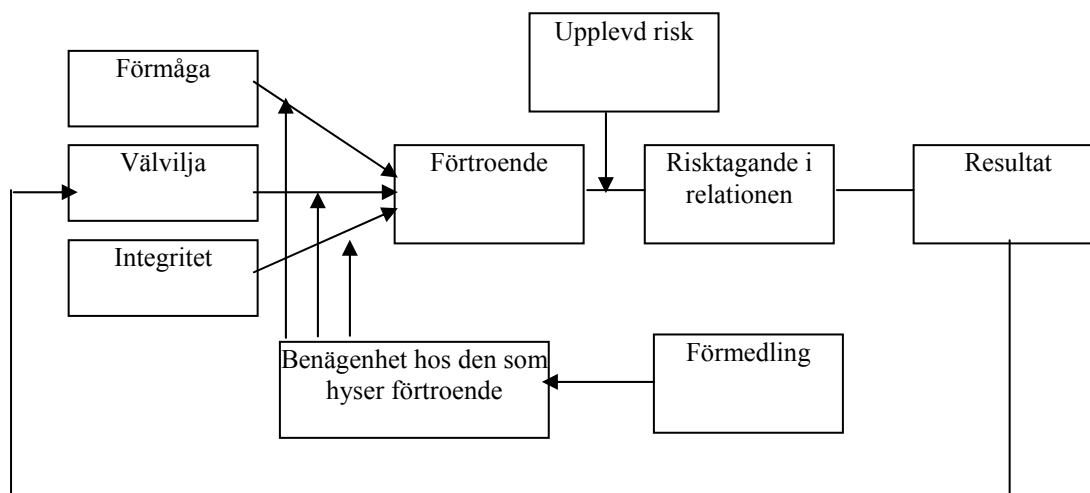 Upplevd risk
Förmåga
Välvilja
Förtroende
Risktagande i
relationen
Resultat
Integritet
Benägenhet hos den som
hyser förtroende
Förmedling